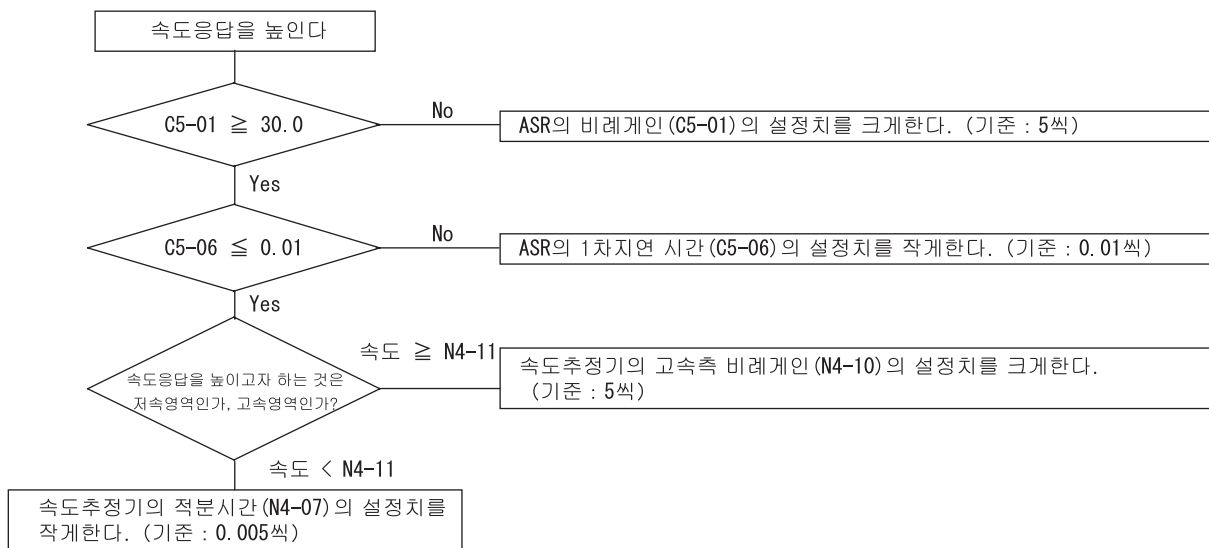 속도응답을 높인다
C5-01 ≧ 30.0
No
ASR의 비례게인(C5-01)의 설정치를 크게한다. (기준 : 5씩)
Yes
C5-06 ≦ 0.01
No
ASR의 1차지연 시간(C5-06)의 설정치를 작게한다. (기준 : 0.01씩)
Yes
속도 ≧ N4-11
속도추정기의 고속측 비례게인(N4-10)의 설정치를 크게한다.
(기준 : 5씩)
속도응답을 높이고자 하는 것은
저속영역인가, 고속영역인가?
속도 < N4-11
속도추정기의 적분시간(N4-07)의 설정치를
작게한다. (기준 : 0.005씩)